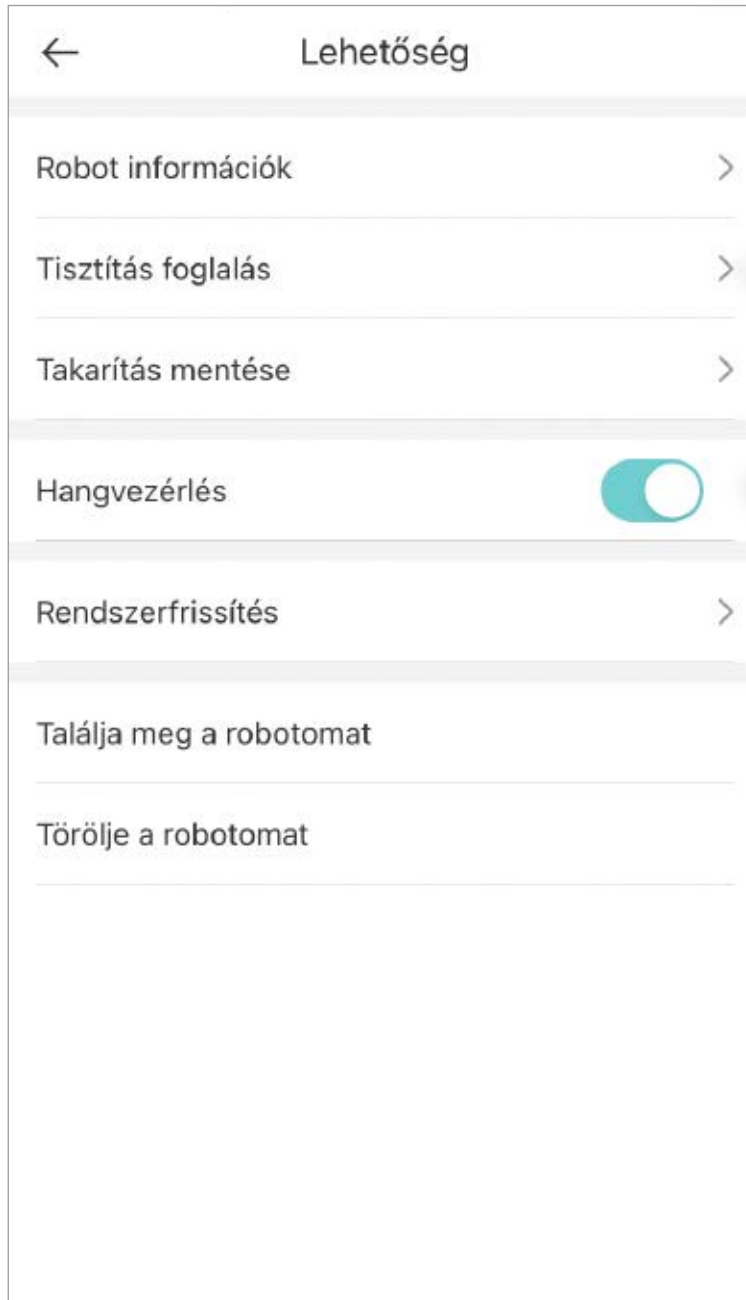 Lehetőség
Robot információk
Tisztítás foglalás
Takarítás mentése
Hangvezérlés
Rendszerfrissítés
Találja meg a robotomat
Törölje a robotomat